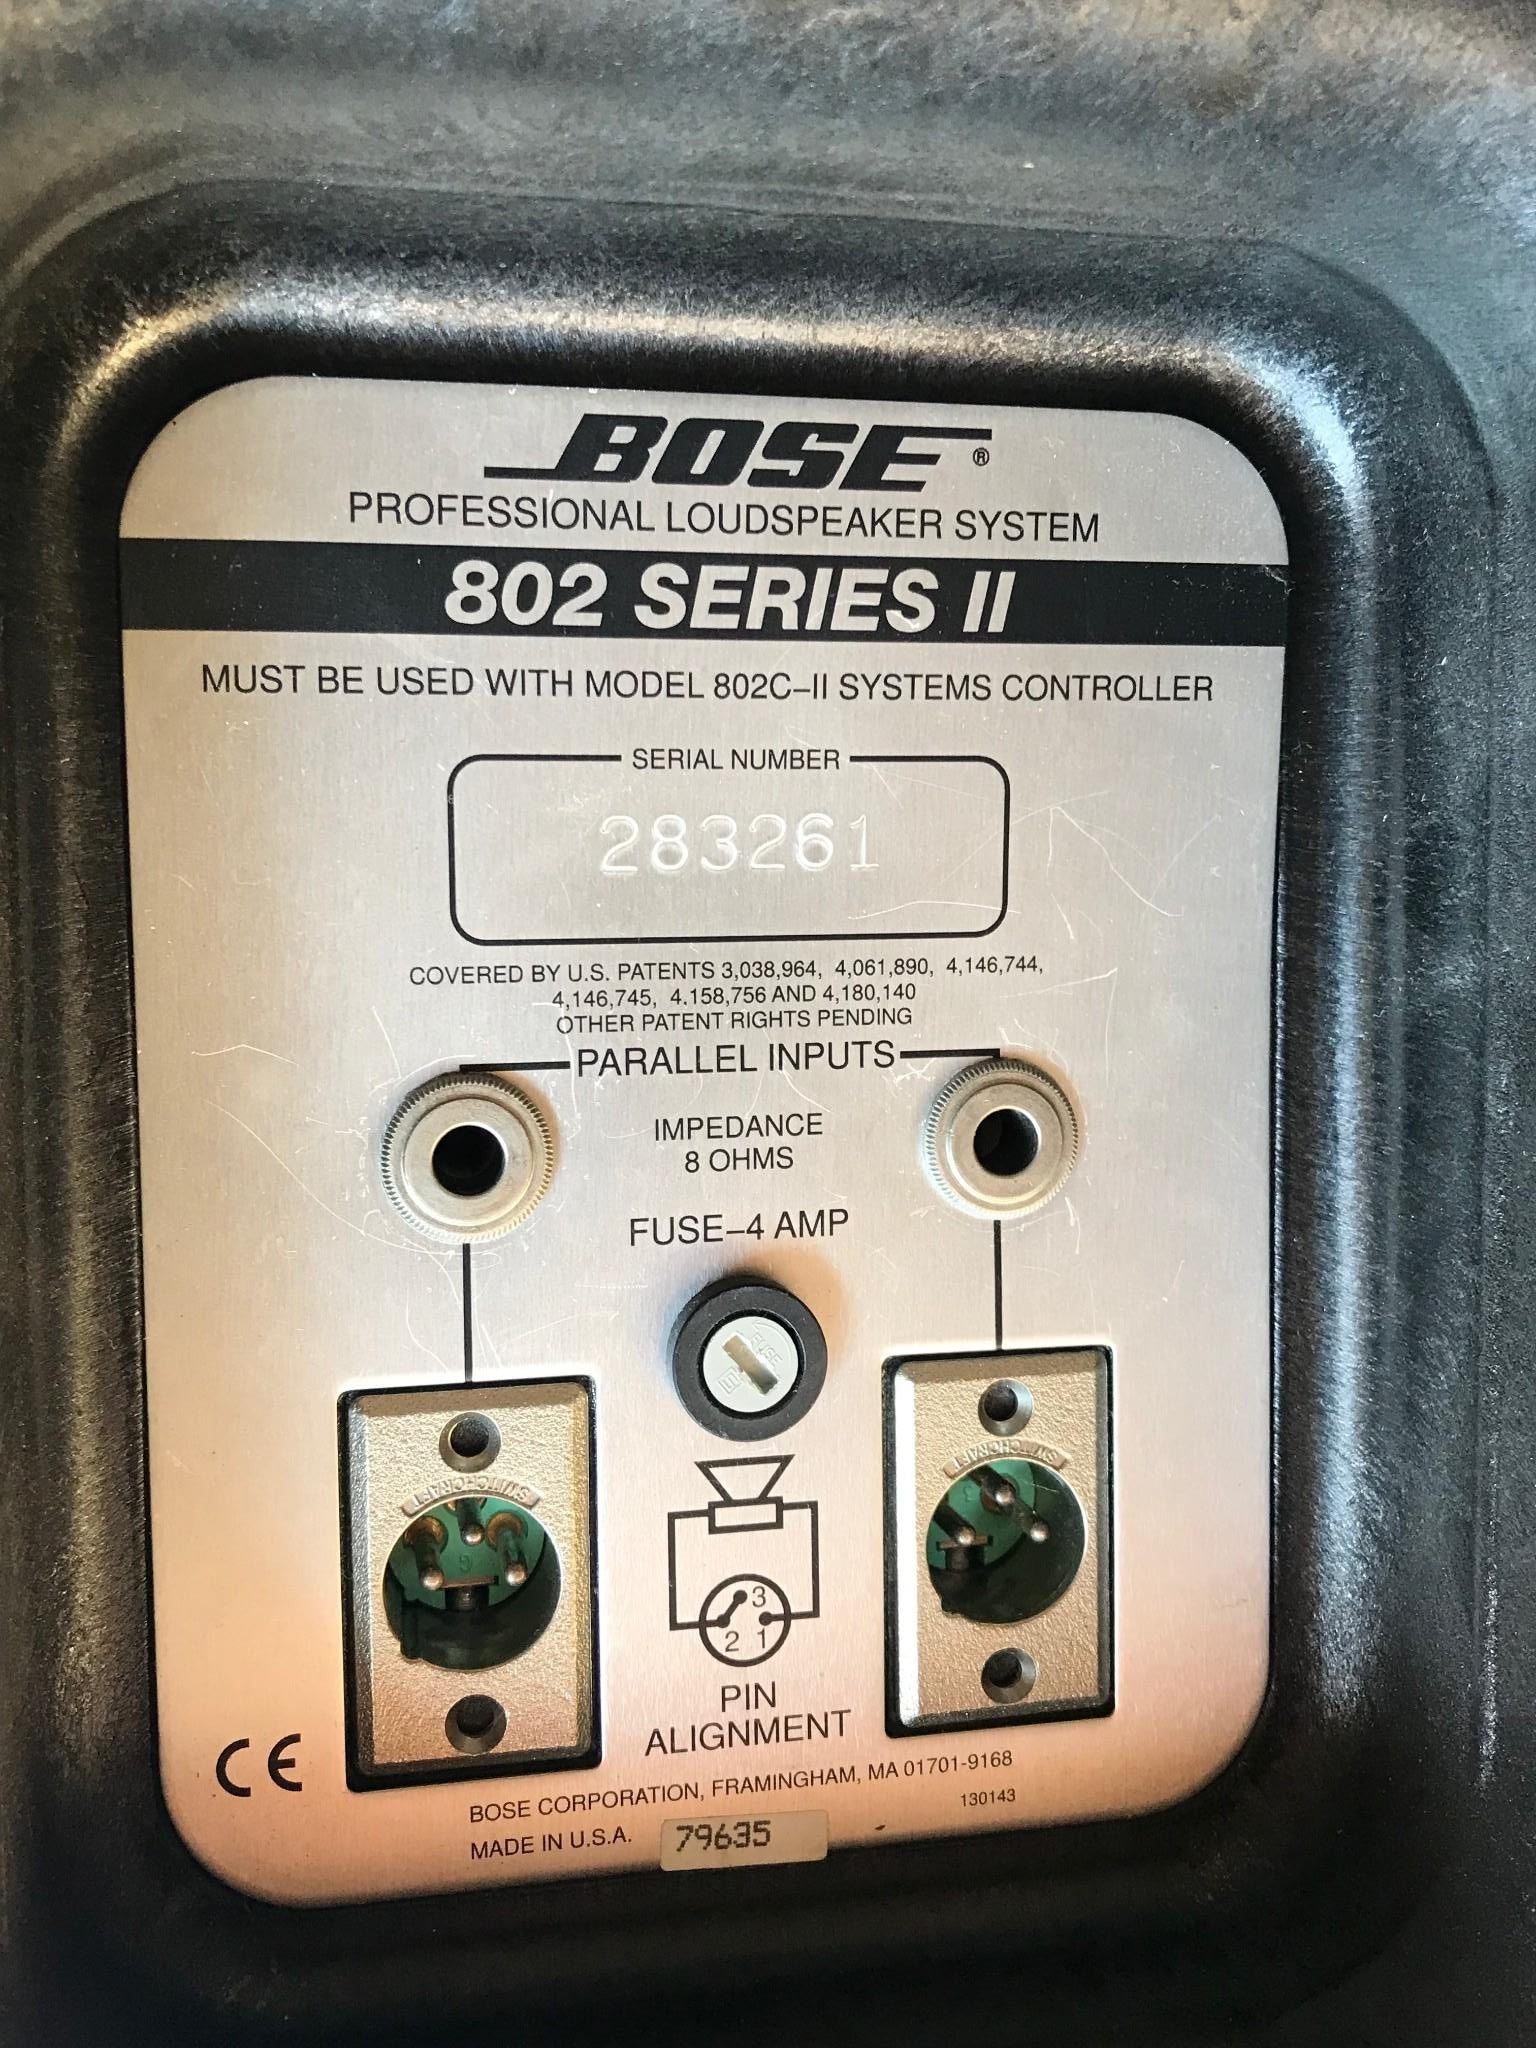 BOSE®
PROFESSIONAL LOUDSPEAKER SYSTEM
802 SERIES II
MUST BE USED WITH MODEL 802C-II SYSTEMS CONTROLLER
SERIAL NUMBER
283261
COVERED BY U.S. PATENTS 3,038,964, 4,061,890, 4,146,744,
4,146,745, 4.158,756 AND 4,180,140
OTHER PATENT RIGHTS PENDING
PARALLEL INPUTS
IMPEDANCE
8 OHMS
FUSE-4 AMP
FUSE
SWITCHCRAFT
SWITCHCRAFT
3
2 1
PIN
ALIGNMENT
CE
BOSE CORPORATION, FRAMINGHAM, MA 01701-9168
130143
MADE IN U.S.A. 79635